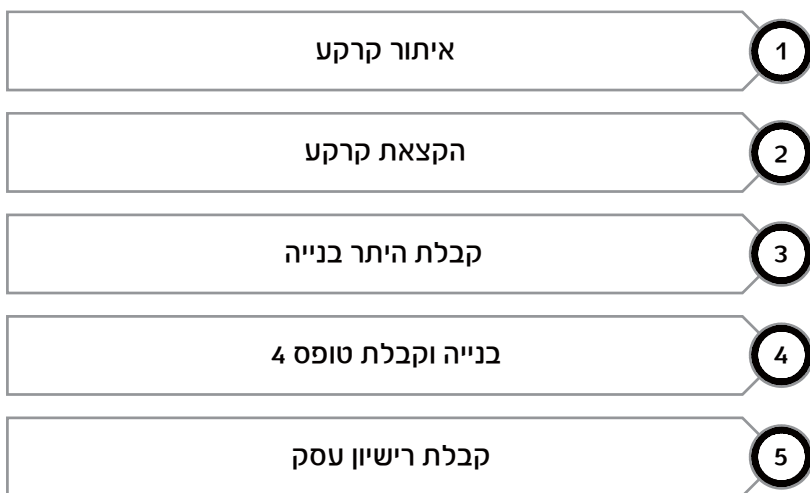 1 איתור קרקע
2 הקצאת קרקע
3 קבלת היתר בנייה
4 בנייה וקבלת טופס 4
5 קבלת רישיון עסק